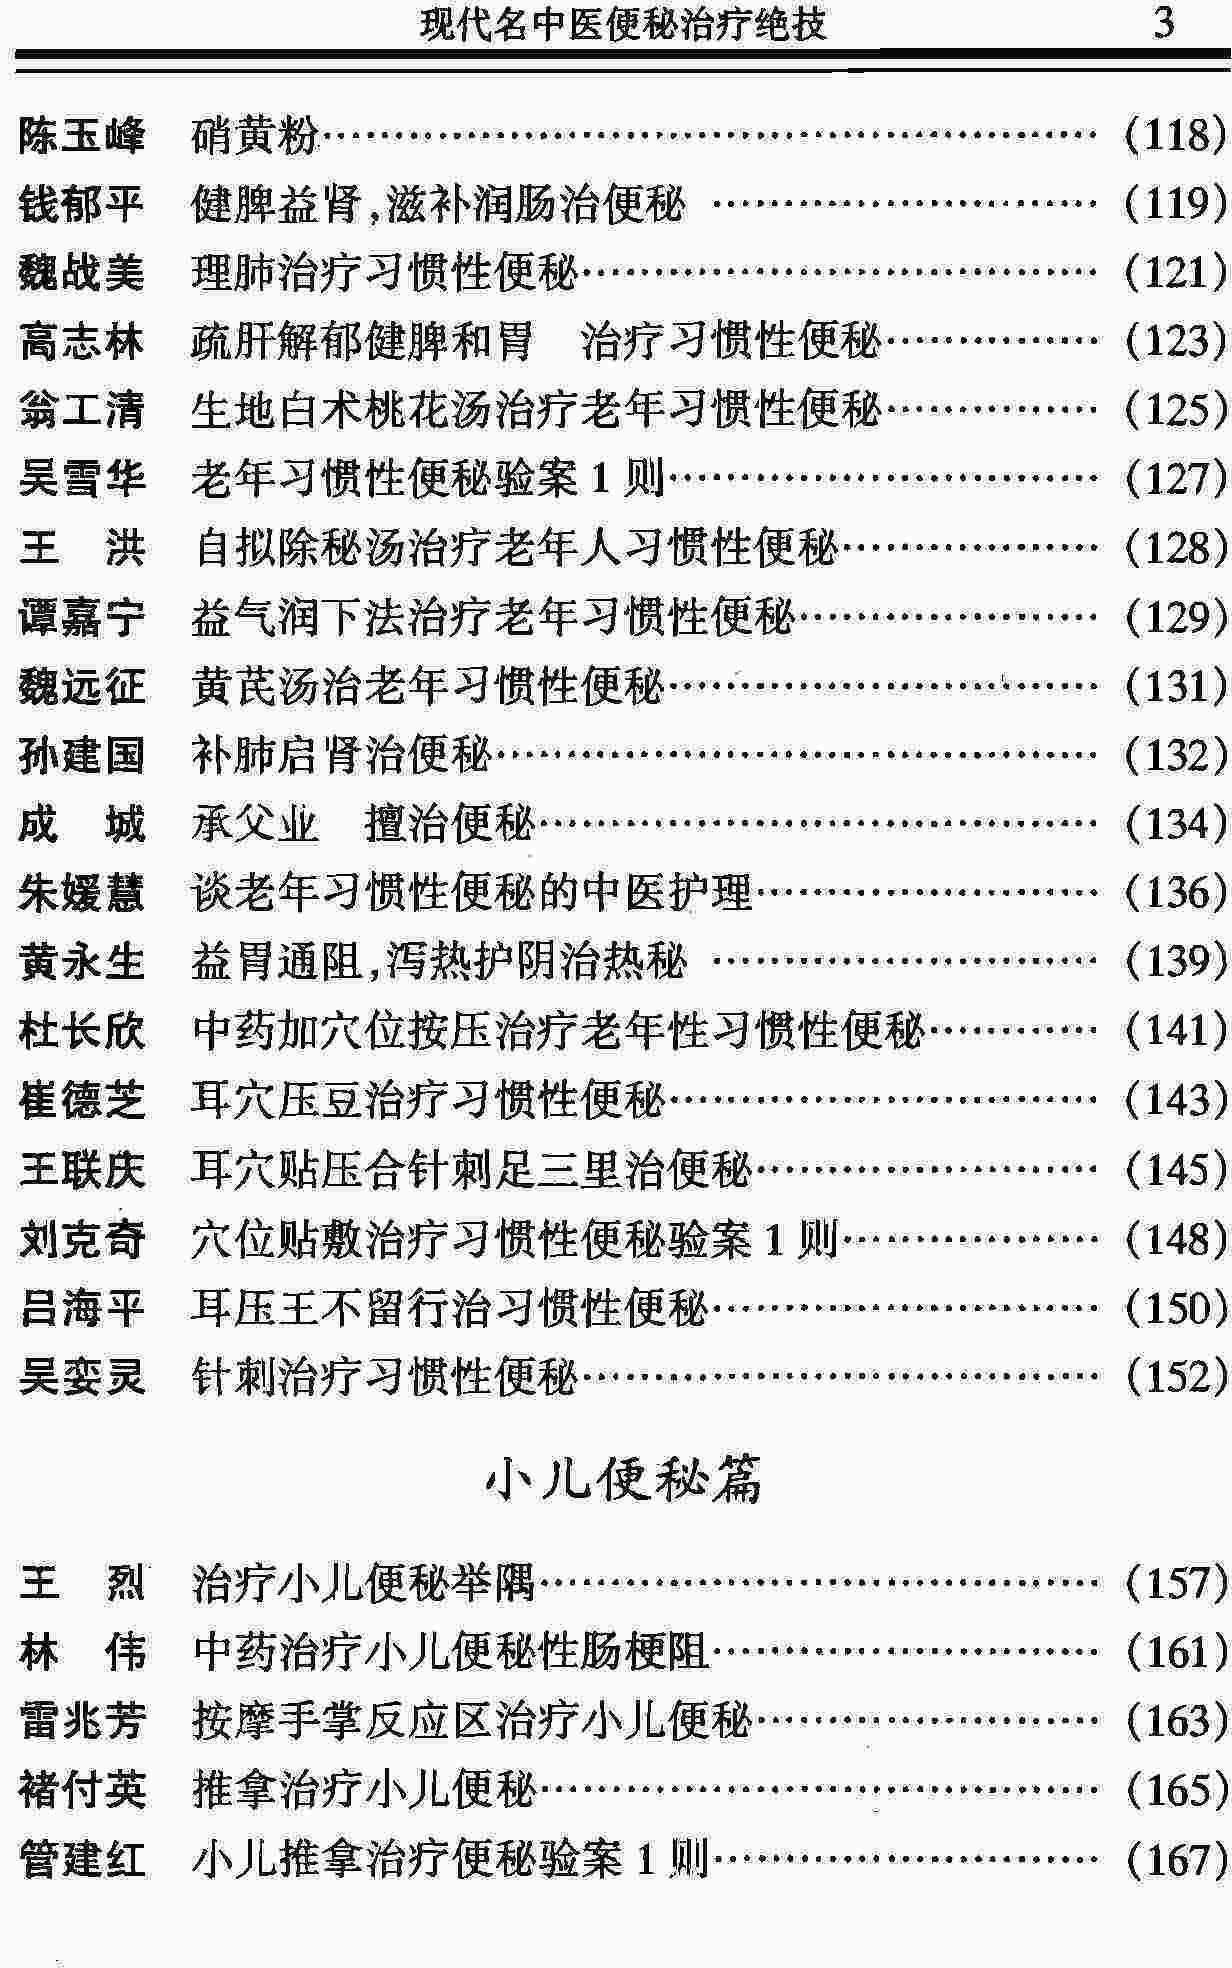 现代名中医便秘治疗绝技 3
陈玉峰 硝黄粉……………………………………………… (118)
钱郁平 健脾益肾,滋补润肠治便秘 ……………………… (119)
魏战美 理肺治疗习惯性便秘……………………………… (121)
高志林 疏肝解郁健脾和胃 治疗习惯性便秘…………… (123)
翁工清 生地白术桃花汤治疗老年习惯性便秘…………… (125)
吴雪华 老年习惯性便秘验案 1 则………………………… (127)
王 洪 自拟除秘汤治疗老年人习惯性便秘……………… (128)
谭嘉宁 益气润下法治疗老年习惯性便秘………………… (129)
魏远征 黄芪汤治老年习惯性便秘………………………… (131)
孙建国 补肺启肾治便秘…………………………………… (132)
成 城 承父业 擅治便秘………………………………… (134)
朱嫒慧 谈老年习惯性便秘的中医护理…………………… (136)
黄永生 益胃通阻,泻热护阴治热秘 ……………………… (139)
杜长欣 中药加穴位按压治疗老年性习惯性便秘………… (141)
崔德芝 耳穴压豆治疗习惯性便秘………………………… (143)
王联庆 耳穴贴压合针刺足三里治便秘…………………… (145)
刘克奇 穴位贴敷治疗习惯性便秘验案 1 则……………… (148)
吕海平 耳压王不留行治习惯性便秘……………………… (150)
吴娈灵 针刺治疗习惯性便秘……………………………… (152)
小儿便秘篇
王 烈 治疗小儿便秘举隅………………………………… (157)
林 伟 中药治疗小儿便秘性肠梗阻……………………… (161)
雷兆芳 按摩手掌反应区治疗小儿便秘…………………… (163)
褚付英 推拿治疗小儿便秘………………………………… (165)
管建红 小儿推拿治疗便秘验案 1 则……………………… (167)